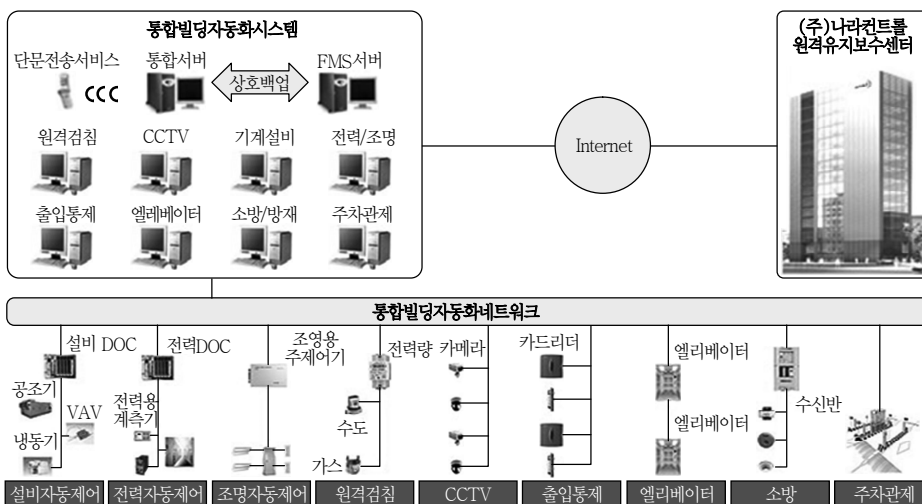 통합빌딩자동화시스템
단문전송서비스
통합서버
FMS서버
상호백업
원격검침
CCTV
기계설비
전력/조명
출입통제
엘레베이터
소방/방재
주차관제
Internet
(주)나라컨트롤
원격유지보수센터
통합빌딩자동화네트워크
설비 DOC
공조기
VAV
냉동기
전력DOC
전력용
계측기
조영용
주제어기
전력량
수도
가스
카메라
카드리더
엘리베이터
엘리베이터
수신반
설비자동제어
전력자동제어
조명자동제어
원격검침
CCTV
출입통제
엘리베이터
소방
주차관제